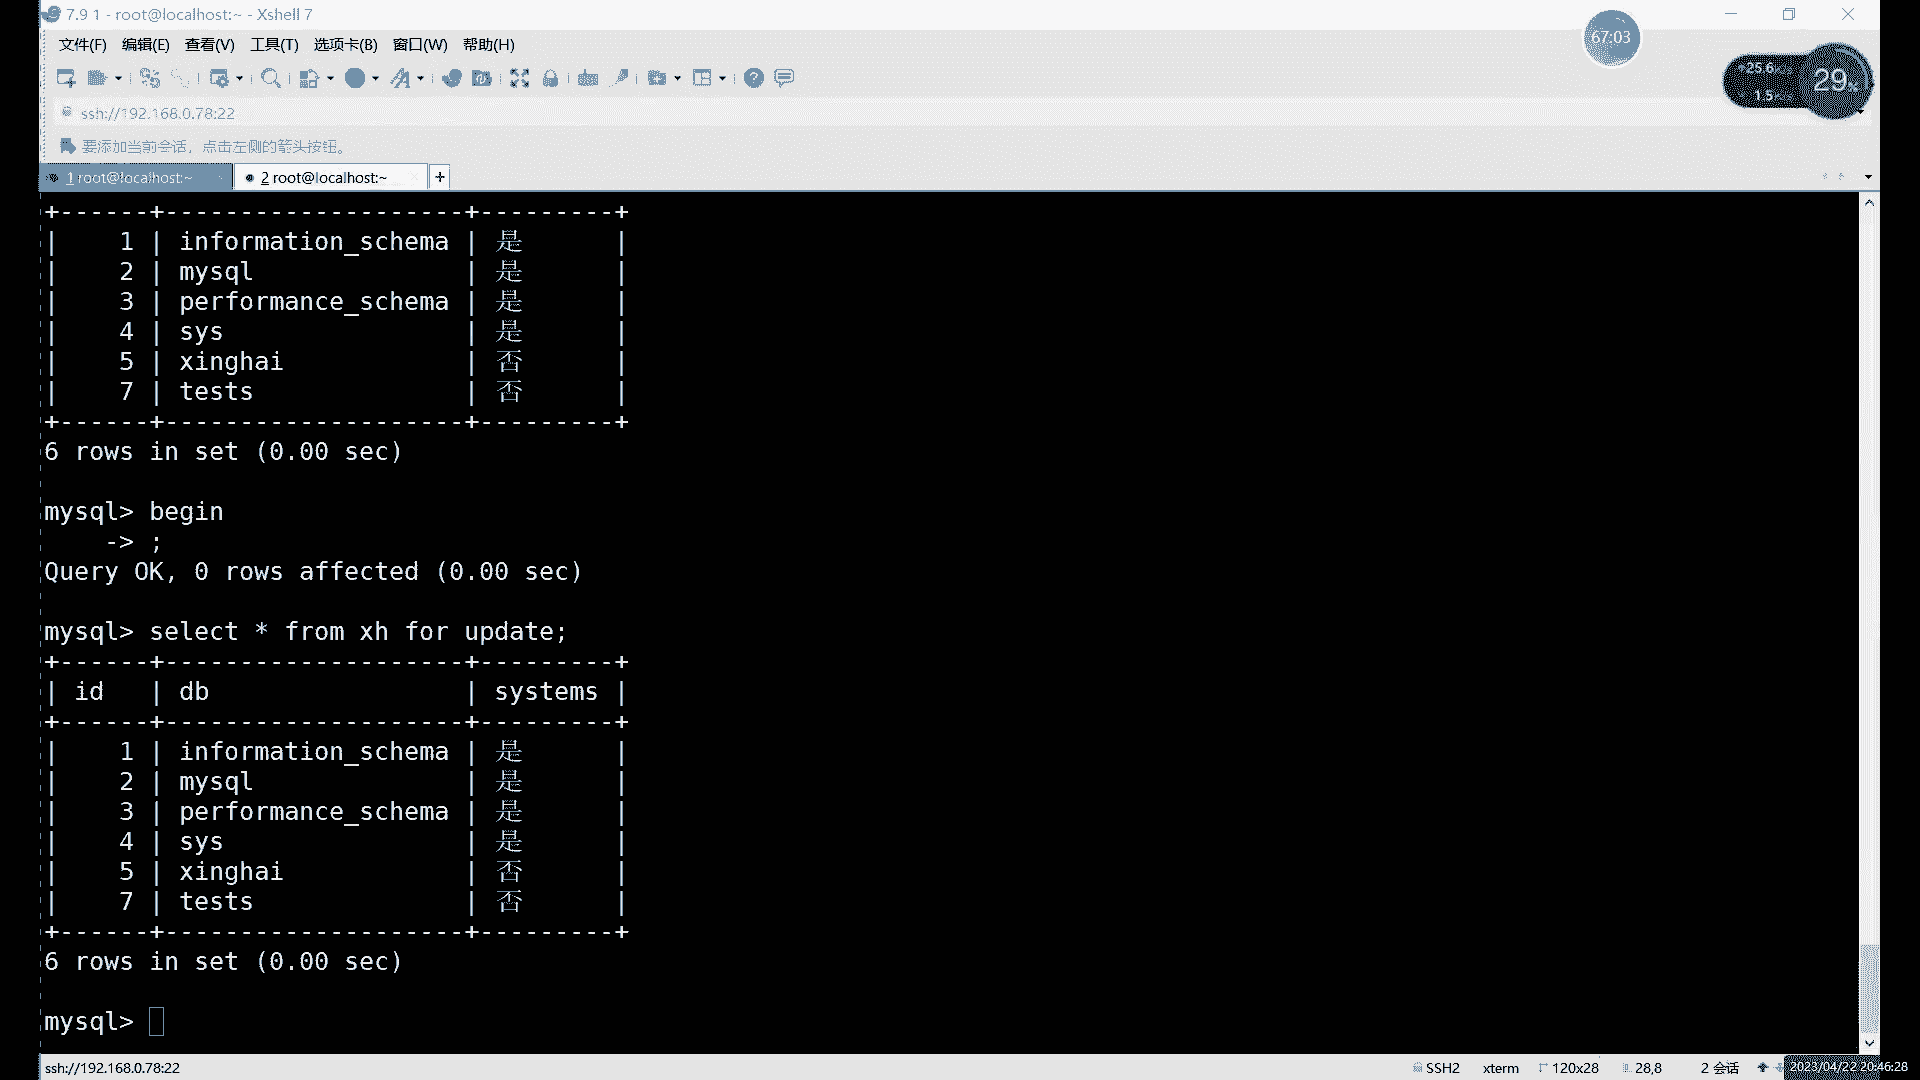 7.9 1 - root@localhost:~ - Xshell 7
文件(F) 编辑(E) 查看(V) 工具(T) 选项卡(B) 窗口(W) 帮助(H)
67:03
29%
ssh://192.168.0.78:22
要添加当前会话，点击左侧的箭头按钮。
1 root@localhost:~ 2 root@localhost:~ +
+------+--------------------+---------+
|    1 | information_schema | 是      |
|    2 | mysql              | 是      |
|    3 | performance_schema | 是      |
|    4 | sys                | 是      |
|    5 | xinghai            | 否      |
|    7 | tests              | 否      |
+------+--------------------+---------+
6 rows in set (0.00 sec)
mysql> begin
    -> ;
Query OK, 0 rows affected (0.00 sec)
mysql> select * from xh for update;
+------+--------------------+---------+
| id   | db                 | systems |
+------+--------------------+---------+
|    1 | information_schema | 是      |
|    2 | mysql              | 是      |
|    3 | performance_schema | 是      |
|    4 | sys                | 是      |
|    5 | xinghai            | 否      |
|    7 | tests              | 否      |
+------+--------------------+---------+
6 rows in set (0.00 sec)
mysql>
ssh://192.168.0.78:22 SSH2 xterm 120x28 28,8 2 会话 2023/04/22 20:46:28